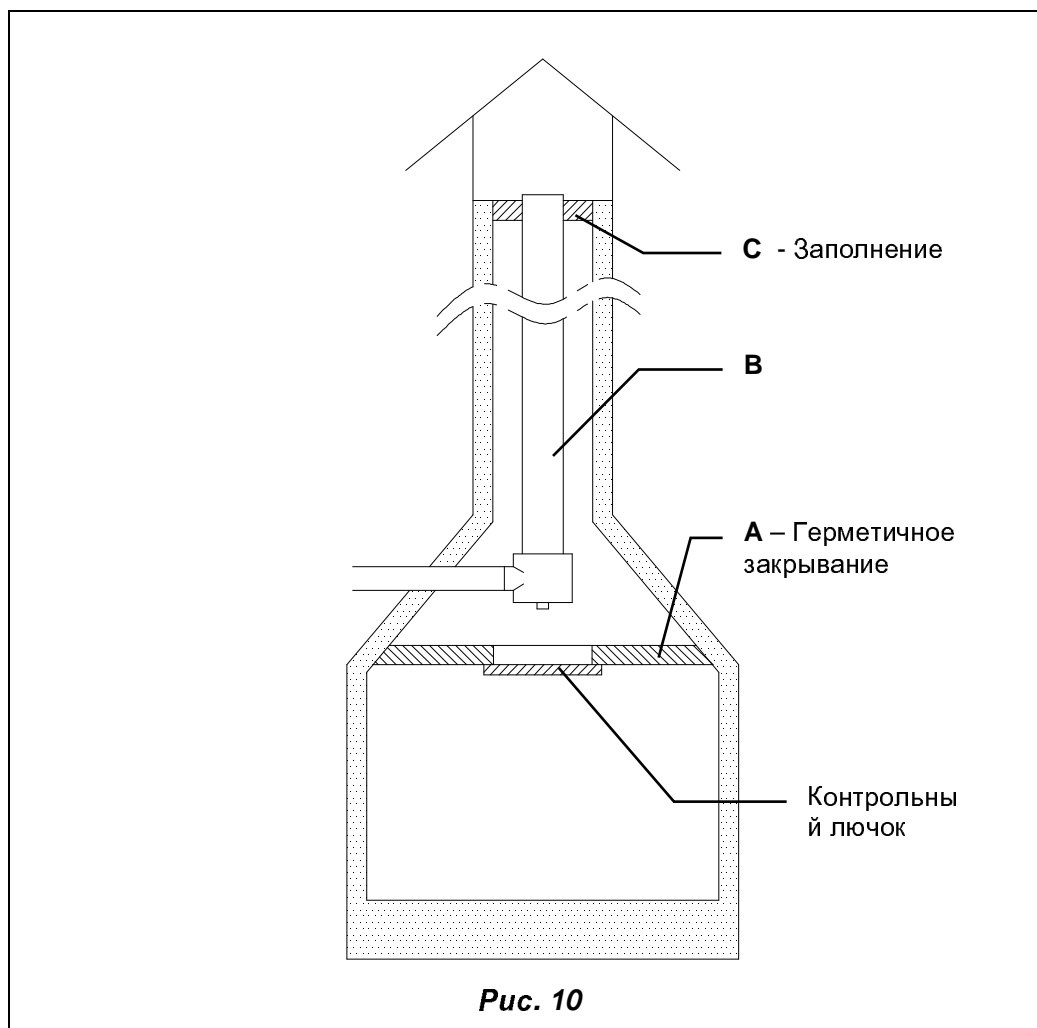 C - Заполнение
B
A – Герметичное
закрывание
Контрольны
й лючок
Рис. 10